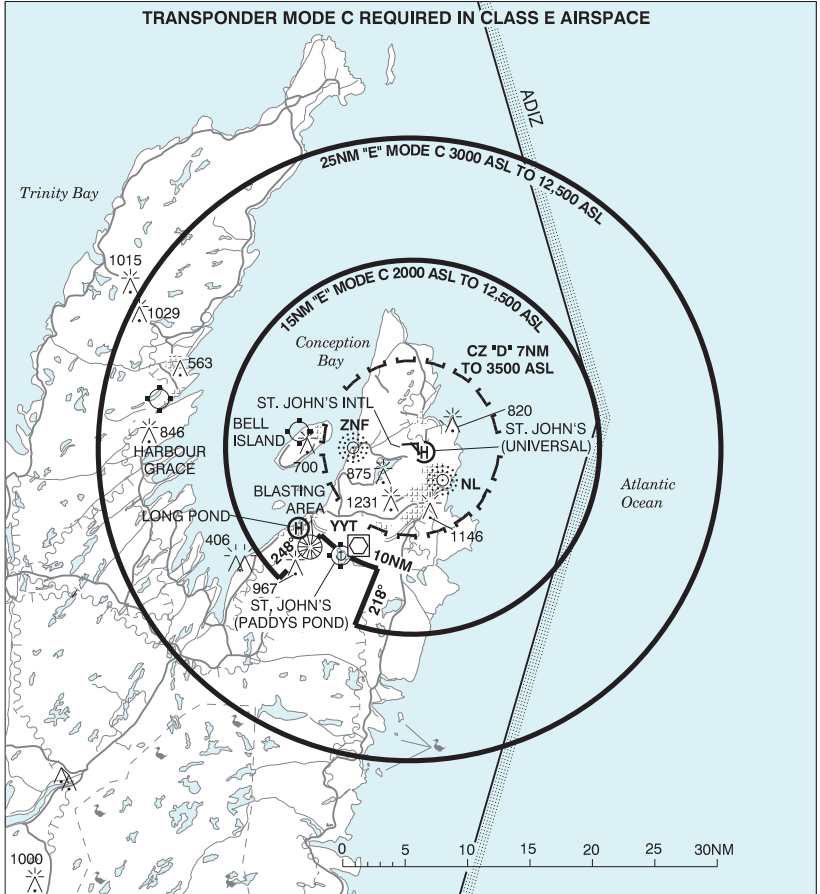 TRANSPONDER MODE C REQUIRED IN CLASS E AIRSPACE
ADIZ
25NM "E" MODE C 3000 ASL TO 12,500 ASL
Trinity Bay
1015
1029
15NM "E" MODE C 2000 ASL TO 12,500 ASL
Conception
Bay
CZ "D" 7NM
TO 3500 ASL
563
ST. JOHN'S INTL
820
BELL
ISLAND
ZNF
ST. JOHN'S
(UNIVERSAL)
846
HARBOUR
GRACE
H
700
875
NL
Atlantic
Ocean
BLASTING
AREA
1231
LONG POND
H
YYT
1146
406
248°
10NM
967
218°
ST. JOHN'S
(PADDYS POND)
0 5 10 15 20 25 30NM
1000